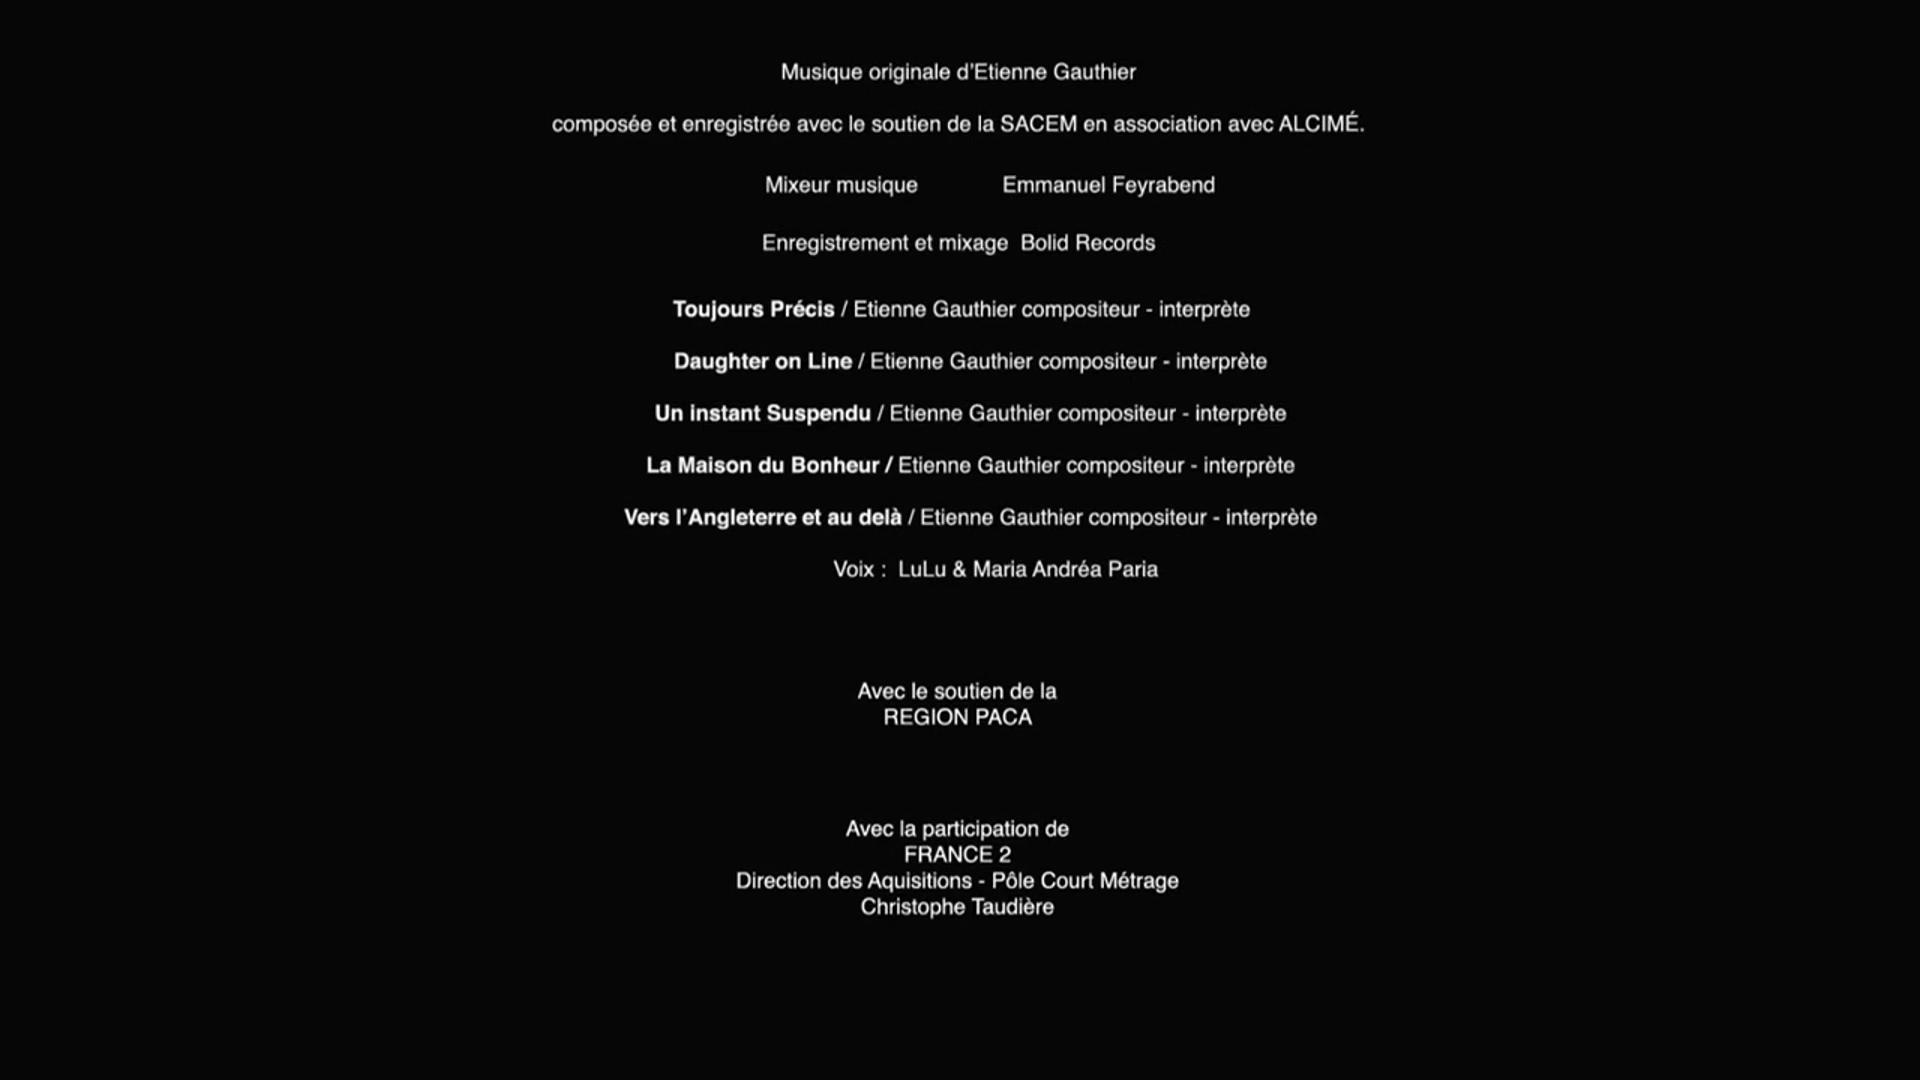 Musique originale d'Etienne Gauthier
composée et enregistrée avec le soutien de la SACEM en association avec ALCIMÉ.
Mixeur musique Emmanuel Feyrabend
Enregistrement et mixage Bolid Records
Toujours Précis / Etienne Gauthier compositeur - interprète
Daughter on Line / Etienne Gauthier compositeur - interprète
Un instant Suspendu / Etienne Gauthier compositeur - interprète
La Maison du Bonheur / Etienne Gauthier compositeur - interprète
Vers l'Angleterre et au delà / Etienne Gauthier compositeur - interprète
Voix : LuLu & Maria Andréa Paria
Avec le soutien de la
REGION PACA
Avec la participation de
FRANCE 2
Direction des Aquisitions - Pôle Court Métrage
Christophe Taudière